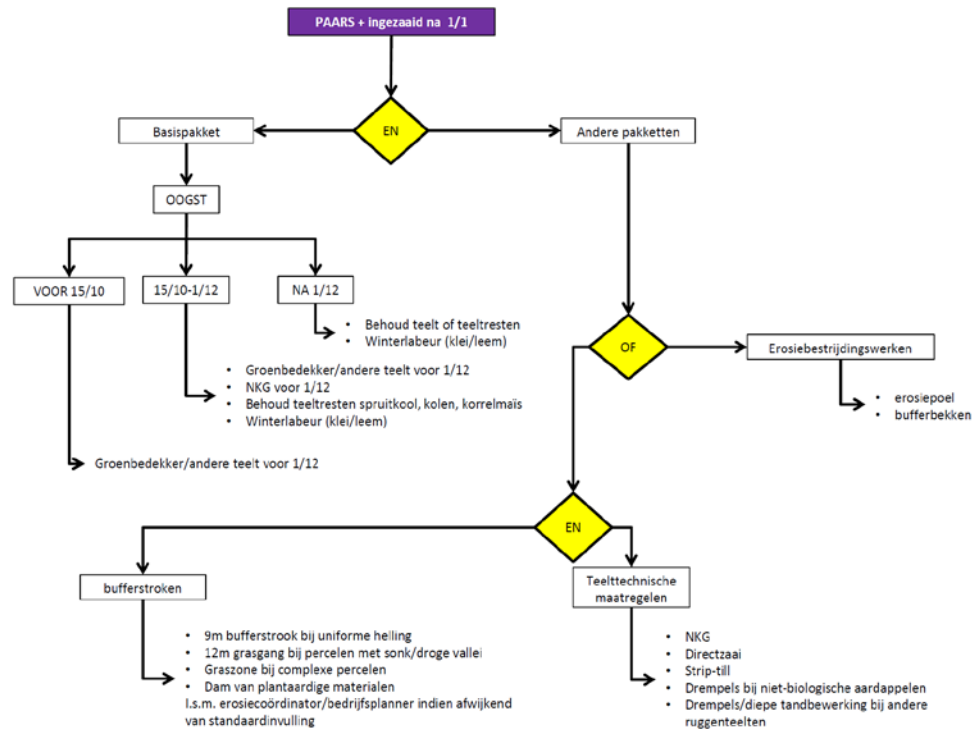 PAARS + ingezaaid na 1/1
EN
Basispakket
Andere pakketten
OOGST
VOOR 15/10
15/10-1/12
NA 1/12
• Behoud teelt of teeltresten
• Winterlabeur (klei/leem)
OF
Erosiebestrijdingswerken
• Groenbedekker/andere teelt voor 1/12
• NKG voor 1/12
• Behoud teeltresten spruitkool, kolen, korrelmaïs
• Winterlabeur (klei/leem)
• erosiepoel
• bufferbekken
Groenbedekker/andere teelt voor 1/12
EN
bufferstroken
Teelttechnische
maatregelen
• 9m bufferstrook bij uniforme helling
• 12m grasgang bij percelen met sonk/droge vallei
• Graszone bij complexe percelen
• Dam van plantaardige materialen
I.s.m. erosiecoördinator/bedrijfsplanner indien afwijkend
van standaardinvulling
• NKG
• Directzaai
• Strip-till
• Drempels bij niet-biologische aardappelen
• Drempels/diepe tandbewerking bij andere
ruggenteelten